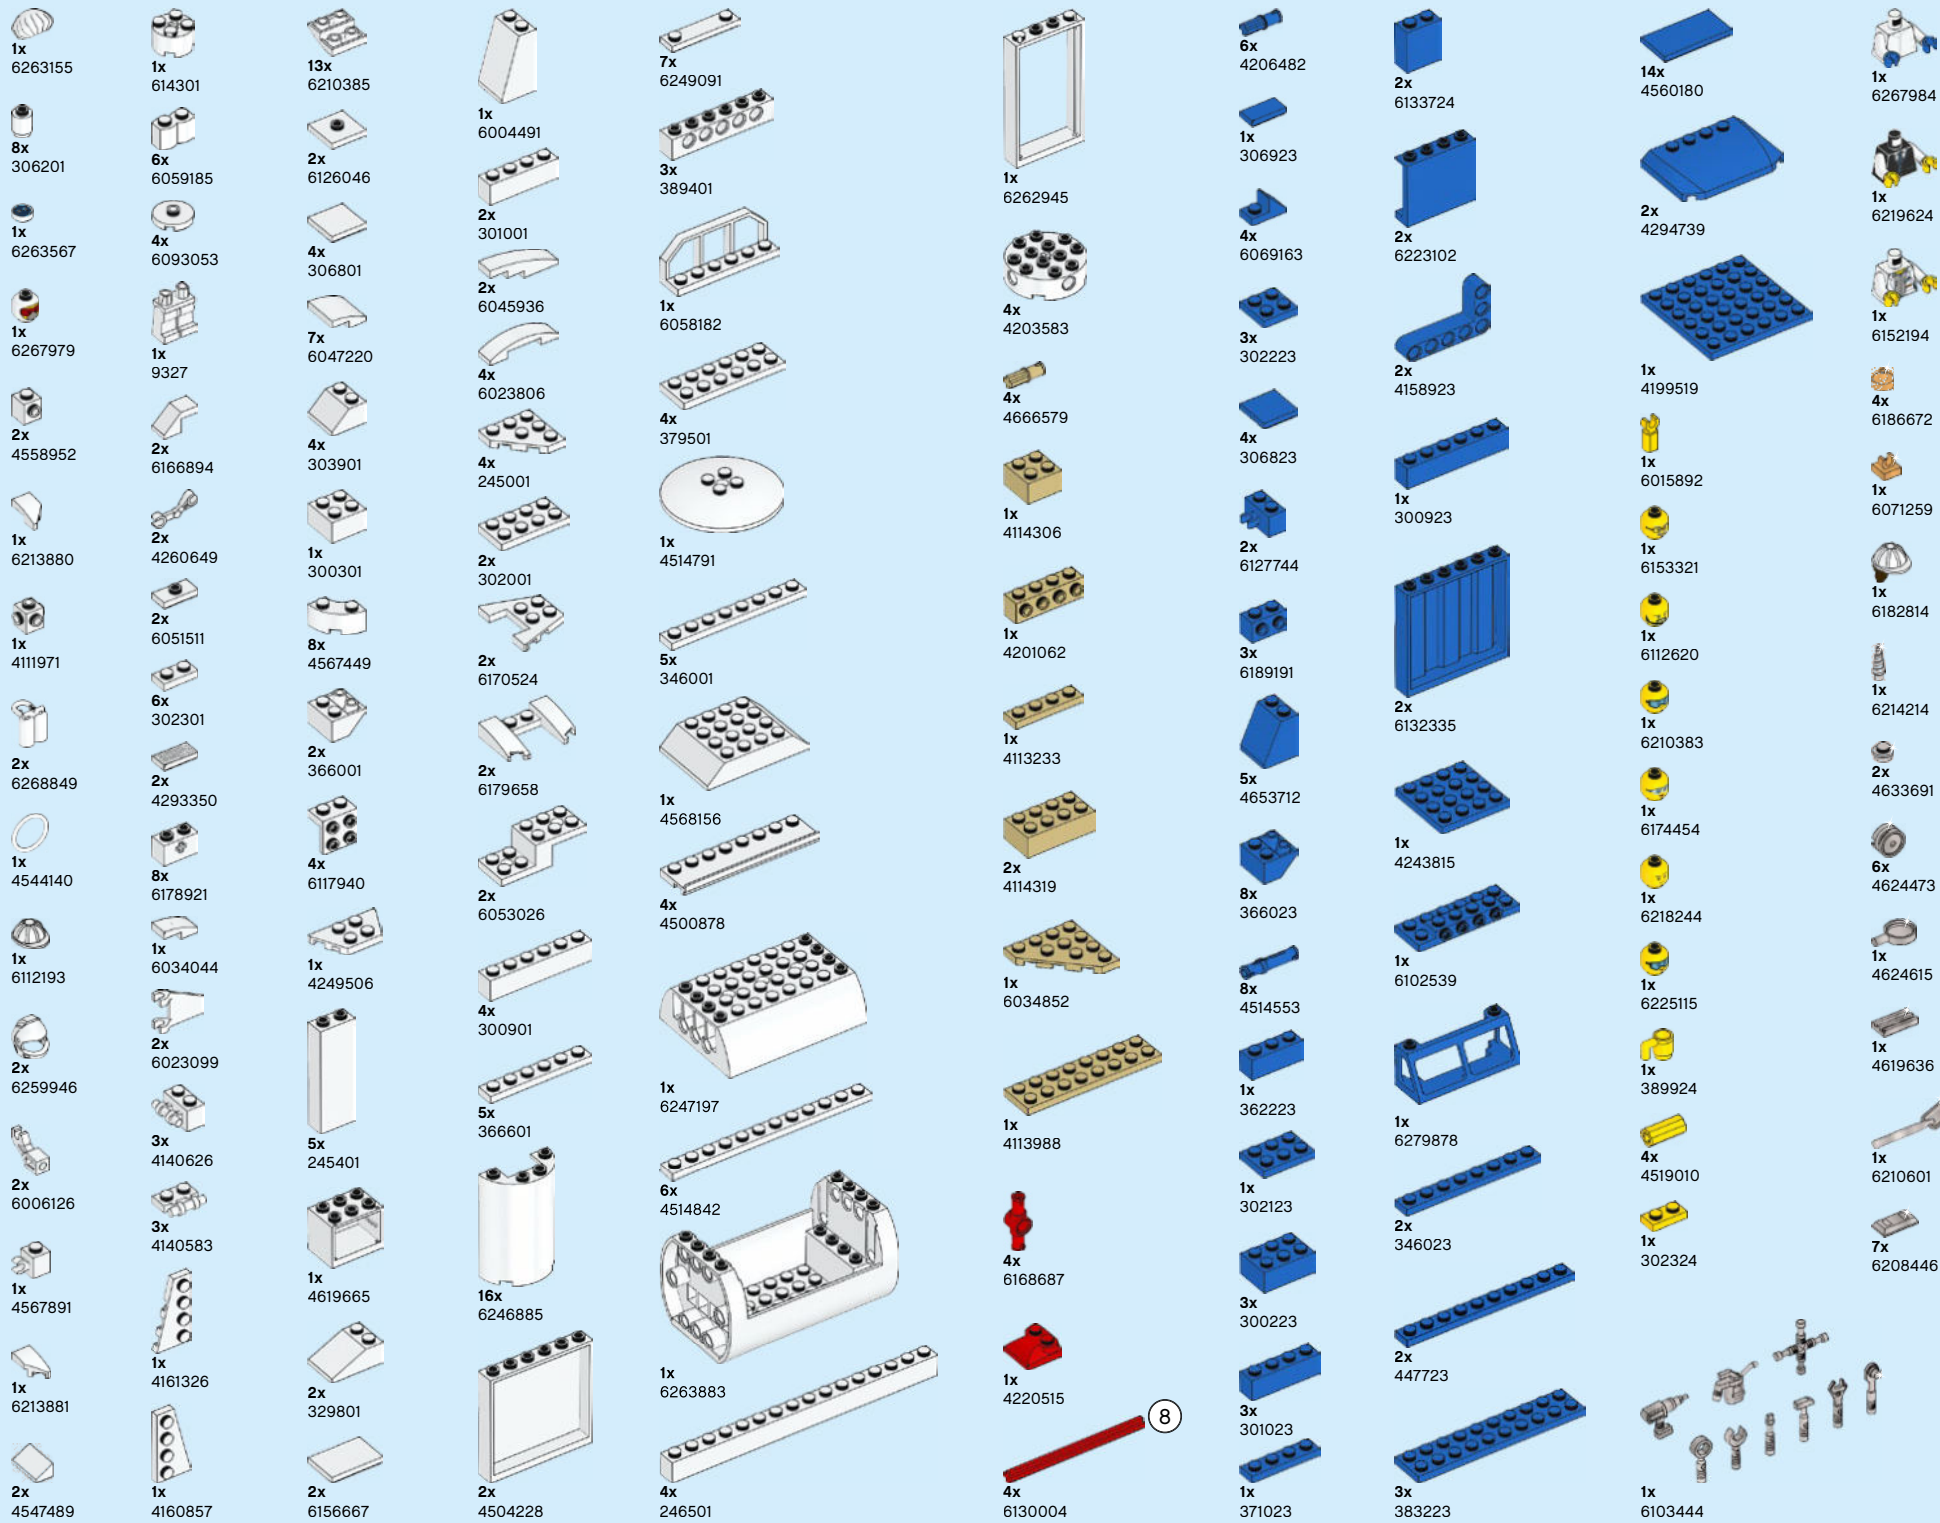 1x
6263155
8x
306201
1x
6263567
1x
6267979
2x
4558952
1x
6213880
1x
4111971
2x
6268849
1x
4544140
1x
6112193
2x
6259946
2x
6006126
1x
4567891
1x
6213881
2x
4547489
1x
614301
6x
6059185
4x
6093053
1x
9327
2x
6166894
2x
4260649
2x
6051511
6x
302301
2x
4293350
8x
6178921
1x
6034044
2x
6023099
3x
4140626
3x
4140583
1x
4161326
1x
4160857
13x
6210385
2x
6126046
4x
306801
7x
6047220
4x
303901
1x
300301
8x
4567449
2x
366001
4x
6117940
1x
4249506
5x
245401
1x
4619665
2x
329801
2x
6156667
1x
6004491
2x
301001
2x
6045936
4x
6023806
4x
245001
2x
302001
2x
6170524
2x
6179658
2x
6053026
4x
300901
5x
366601
16x
6246885
2x
4504228
7x
6249091
3x
389401
1x
6058182
4x
379501
1x
4514791
5x
346001
1x
4568156
4x
4500878
1x
6247197
6x
4514842
1x
6263883
4x
246501
1x
6262945
4x
4203583
4x
4666579
1x
4114306
1x
4201062
1x
4113233
2x
4114319
1x
6034852
1x
4113988
4x
6168687
1x
4220515
8
4x
6130004
6x
4206482
1x
306923
4x
6069163
3x
302223
4x
306823
2x
6127744
3x
6189191
5x
4653712
8x
366023
8x
4514553
1x
362223
1x
302123
3x
300223
3x
301023
1x
371023
2x
6133724
2x
6223102
2x
4158923
1x
300923
2x
6132335
1x
4243815
1x
6102539
1x
6279878
2x
346023
2x
447723
3x
383223
14x
4560180
2x
4294739
1x
4199519
1x
6015892
1x
6153321
1x
6112620
1x
6210383
1x
6174454
1x
6218244
1x
6225115
1x
389924
4x
4519010
1x
302324
1x
6103444
1x
6267984
1x
6219624
1x
6152194
4x
6186672
1x
6071259
1x
6182814
1x
6214214
2x
4633691
6x
4624473
1x
4624615
1x
4619636
1x
6210601
7x
6208446